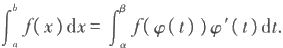 ∫_a^b f(x)dx = ∫_α^β f(φ(t))φ′(t)dt.